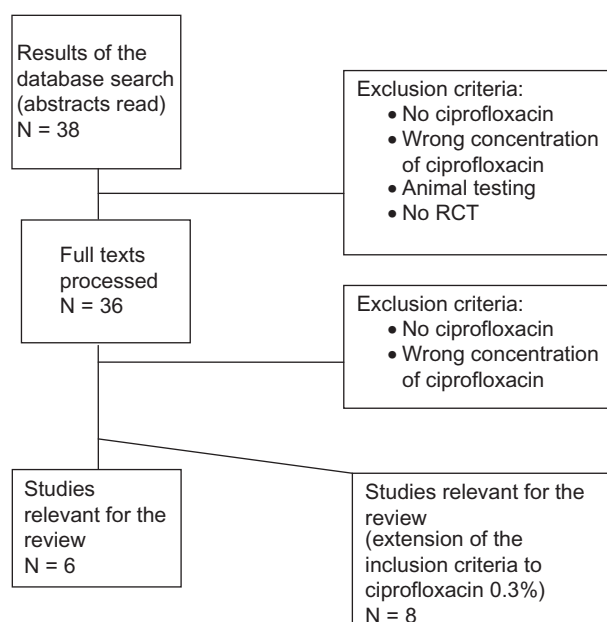 Results of the
database search
(abstracts read)
N = 38
Exclusion criteria:
• No ciprofloxacin
• Wrong concentration
of ciprofloxacin
• Animal testing
• No RCT
Full texts
processed
N = 36
Exclusion criteria:
• No ciprofloxacin
• Wrong concentration
of ciprofloxacin
Studies
relevant for the
review
N = 6
Studies relevant for the
review
(extension of the
inclusion criteria to
ciprofloxacin 0.3%)
N = 8